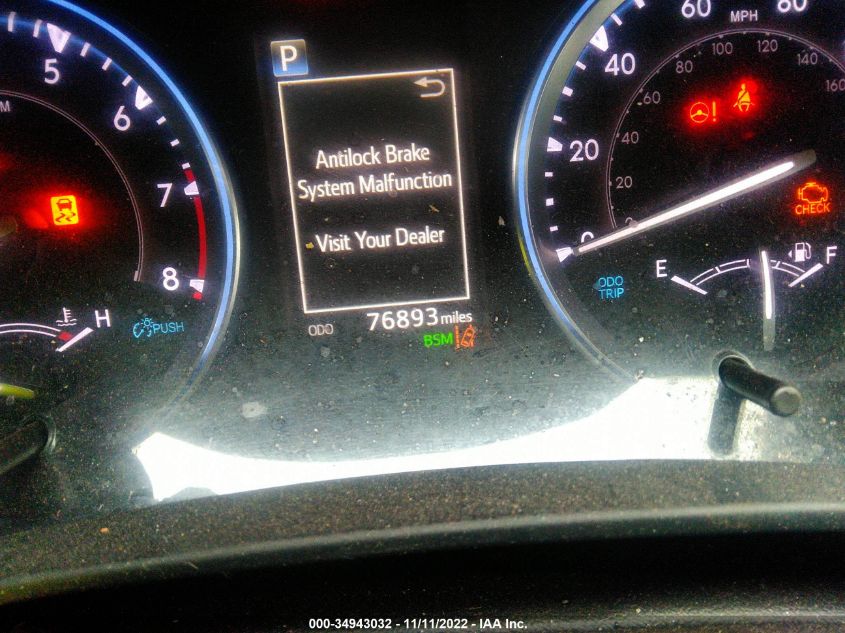 60
80
MPH
P
5
40
100
120
80
140
60
160
6
M
Antilock Brake
System Malfunction
20
40
7
20
CHECK
Visit Your Dealer
0
0
E
F
8
ODO
TRIP
H
PUSH
ODO 76893 miles
BSM
000-34943032 - 11/11/2022 - IAA Inc.